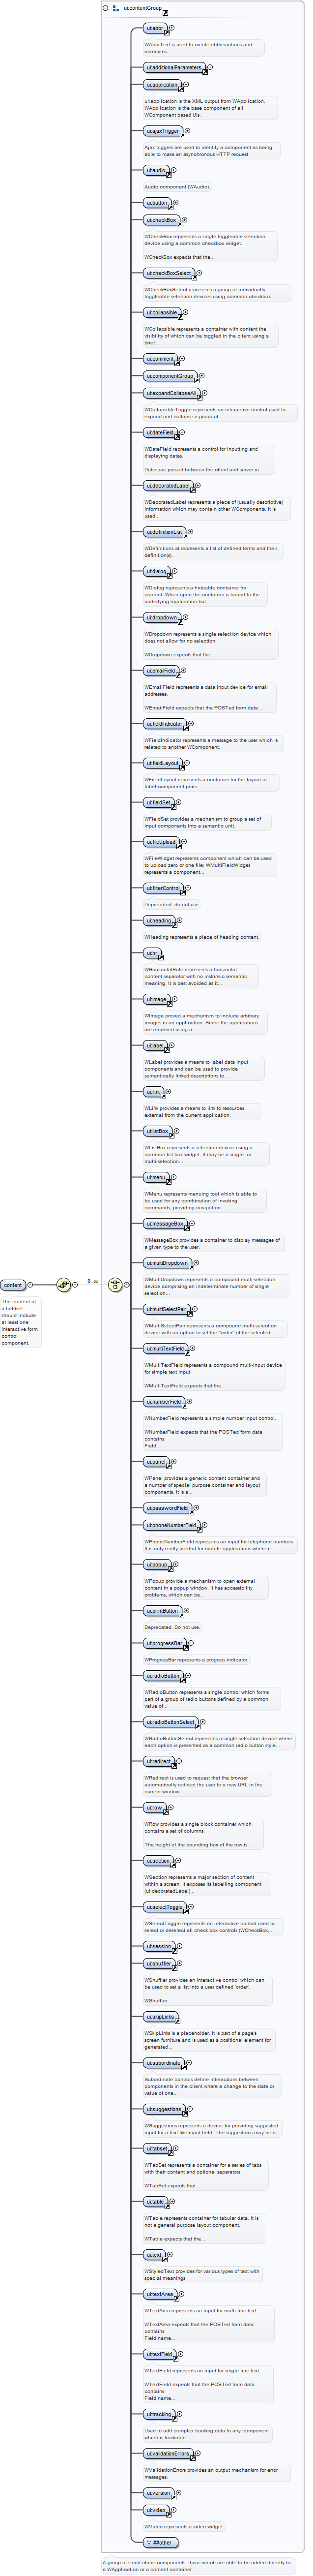 ui:contentGroup
ui:abbr
WAbbrText is used to create abbreviations and
acronyms.
ui:additionalParameters
ui:application
ui:application is the XML output from WApplication.
WApplication is the base component of all
WComponent based UIs.
ui:ajaxTrigger
Ajax triggers are used to identify a component as being
able to make an asynchronous HTTP request.
ui:audio
Audio component (WAudio).
ui:button
ui:checkBox
WCheckBox represents a single toggleable selection
device using a common checkbox widget.
WCheckBox expects that the...
ui:checkBoxSelect
WCheckBoxSelect represents a group of individually
toggleable selection devices using common checkbox...
ui:collapsible
WCollapsible represents a container with content the
visibility of which can be toggled in the client using a
brief...
ui:comment
ui:componentGroup
ui:expandCollapseAll
WCollapsibleToggle represents an interactive control used to
expand and collapse a group of...
ui:dateField
WDateField represents a control for inputting and
displaying dates.
Dates are passed between the client and server in...
ui:decoratedLabel
WDecoratedLabel represents a piece of (usually descriptive)
information which may contain other WComponents. It is
used...
ui:definitionList
WDefinitionList represents a list of defined terms and their
definition(s).
ui:dialog
WDialog represents a hideable container for
content. When open the container is bound to the
underlying application but...
ui:dropdown
WDropdown represents a single selection device which
does not allow for no selection.
WDropdown expects that the...
ui:emailField
WEmailField represents a data input device for email
addresses.
WEmailField expects that the POSTed form data...
ui:fieldIndicator
WFieldIndicator represents a message to the user which is
related to another WComponent.
ui:fieldLayout
WFieldLayout represents a container for the layout of
label:component pairs.
ui:fieldSet
WFieldSet provides a mechanism to group a set of
input components into a semantic unit.
ui:fileUpload
WFileWidget represents component which can be used
to upload zero or one file; WMultiFileWidget
represents a component...
ui:filterControl
Deprecated: do not use
ui:heading
WHeading represents a piece of heading content.
ui:hr
WHorizontalRule represents a horizontal
content separator with no instrinsic semantic
meaning. It is best avoided as it...
ui:image
WImage proved a mechanism to include arbitrary
images in an application. Since the applications
are rendered using a...
ui:label
WLabel provides a means to label data input
components and can be used to provide
semantically linked descriptions to...
ui:link
WLink provides a means to link to resources
external from the current application.
ui:listBox
WListBox represents a selection device using a
common list box widget. It may be a single- or
multi-selection...
ui:menu
WMenu represents menuing tool which is able to
be used for any combination of invoking
commands, providing navigation...
ui:messageBox
WMessageBox provides a container to display messages of
a given type to the user.
ui:multiDropdown
WMultiDropdown represents a compound multi-selection
device comprising an indeterminate number of single
selection...
ui:multiSelectPair
WMultiSelectPair represents a compound multi-selection
device with an option to set the "order" of the selected...
ui:multiTextField
WMultiTextField represents a compound multi-input device
for simple text input.
WMultiTextField expects that the...
ui:numberField
WNumberField represents a simple number input control.
WNumberField expects that the POSTed form data
contains:
Field...
ui:panel
WPanel provides a generic content container and
a number of special purpose container and layout
components. It is a...
ui:passwordField
ui:phoneNumberField
WPhoneNumberField represents an input for telephone numbers.
It is only really usedful for mobile applications where it...
ui:popup
WPopup provide a mechanism to open external
content in a popup window. It has accessibility
problems, which can be...
ui:printButton
Deprecated. Do not use.
ui:progressBar
WProgressBar represents a progress indicator.
ui:radioButton
WRadioButton represents a single control which forms
part of a group of radio buttons defined by a common
value of...
ui:radioButtonSelect
WRadioButtonSelect represents a single selection device where
each option is presented as a common radio button style...
ui:redirect
WRedirect is used to request that the browser
automatically redirect the user to a new URL in the
current window.
ui:row
WRow provides a single block container which
contains a set of columns.
The height of the bounding box of the row is...
ui:section
WSection represents a major section of content
within a screen. It expose its labelling component
(ui:decoratedLabel)...
ui:selectToggle
WSelectToggle represents an interactive control used to
select or deselect all check box controls (WCheckBox,...
ui:session
ui:shuffler
WShuffler provides an interactive control which can
be used to set a list into a user defined 'order'.
WShuffler...
ui:skipLinks
WSkipLinks is a placeholder. It is part of a page's
screen furniture and is used as a positional element for
generated...
ui:subordinate
Subordinate controls define interactions between
components in the client where a change to the state or
value of one...
ui:suggestions
WSuggestions represents a device for providing suggested
input for a text-like input field. The suggestions may be a...
ui:tabset
WTabSet represents a container for a series of tabs
with their content and optional separators.
WTabSet expects that...
ui:table
WTable represents container for tabular data. It is
not a general purpose layout component.
WTable expects that the...
ui:text
WStyledText provides for various types of text with
special meanings.
ui:textArea
WTextArea represents an input for multi-line text.
WTextArea expects that the POSTed form data
contains:
Field name...
ui:textField
WTextField represents an input for single-line text.
WTextField expects that the POSTed form data
contains:
Field name...
ui:tracking
Used to add complex tracking data to any component
which is trackable.
ui:validationErrors
WValidationErrors provides an output mechanism for error
messages.
ui:version
ui:video
WVideo represents a video widget.
##other
A group of stand-alone components: those which are able to be added directly to
a WApplication or a content container.
content
0..∞
The content of
a fieldset
should include
at least one
interactive form
control
component.